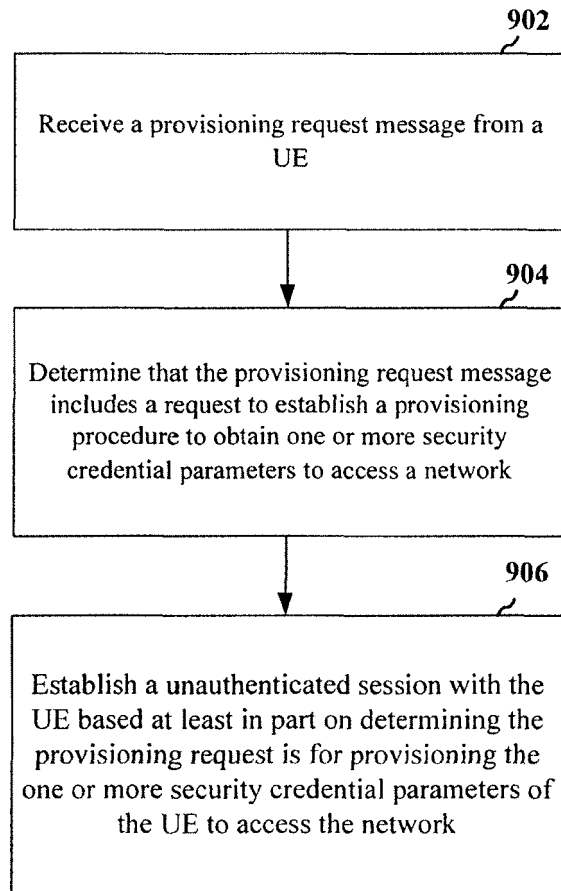 902
Receive a provisioning request message from a
UE
904
Determine that the provisioning request message
includes a request to establish a provisioning
procedure to obtain one or more security
credential parameters to access a network
906
Establish a unauthenticated session with the
UE based at least in part on determining the
provisioning request is for provisioning the
one or more security credential parameters of
the UE to access the network